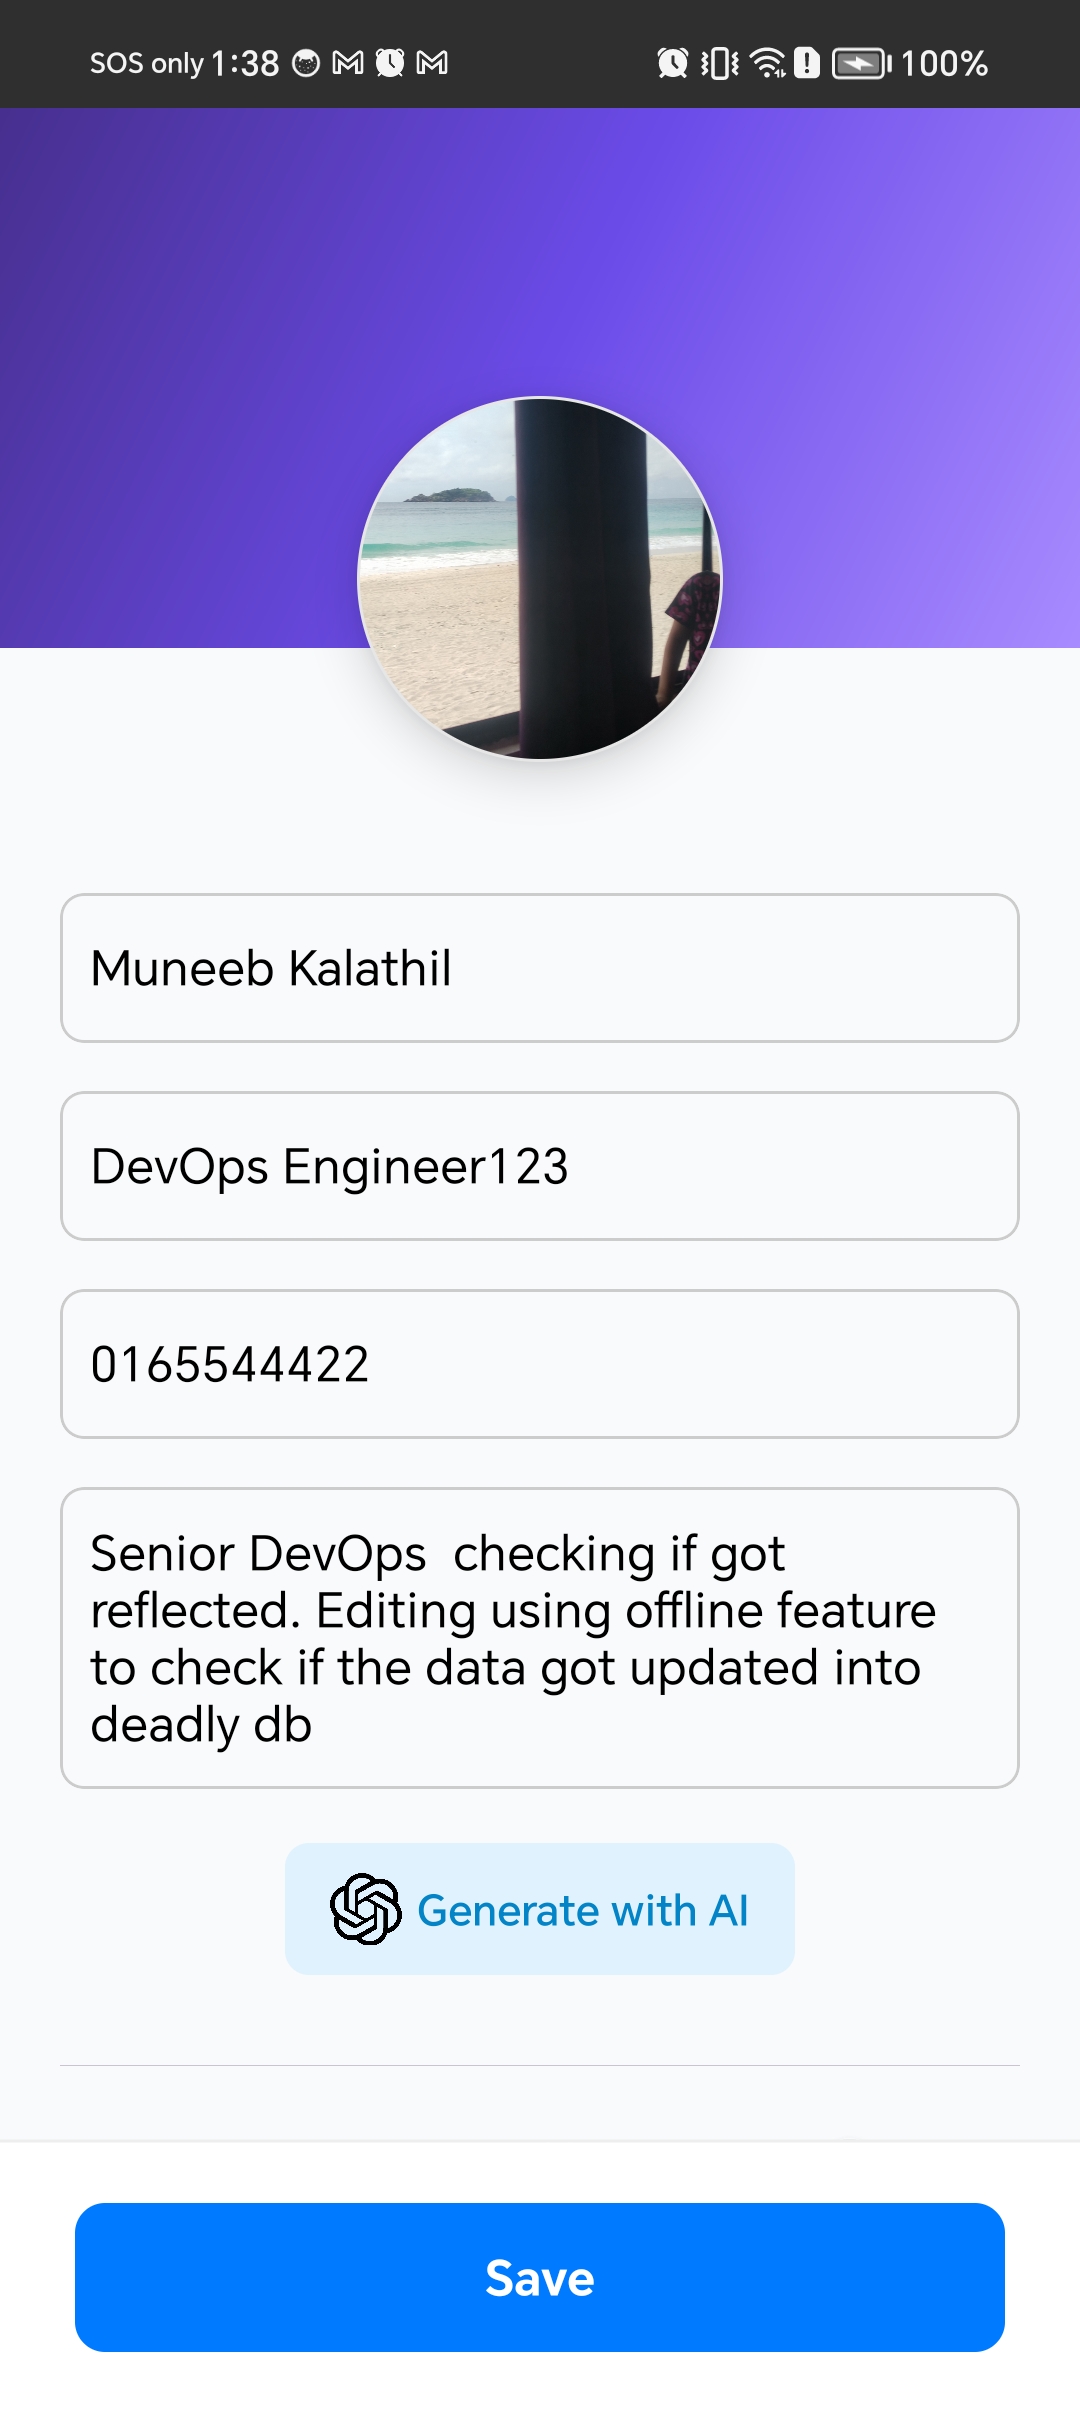 SOS only 1:38 100%
Muneeb Kalathil
DevOps Engineer123
0165544422
Senior DevOps  checking if got
reflected. Editing using offline feature
to check if the data got updated into
deadly db
Generate with AI
Save